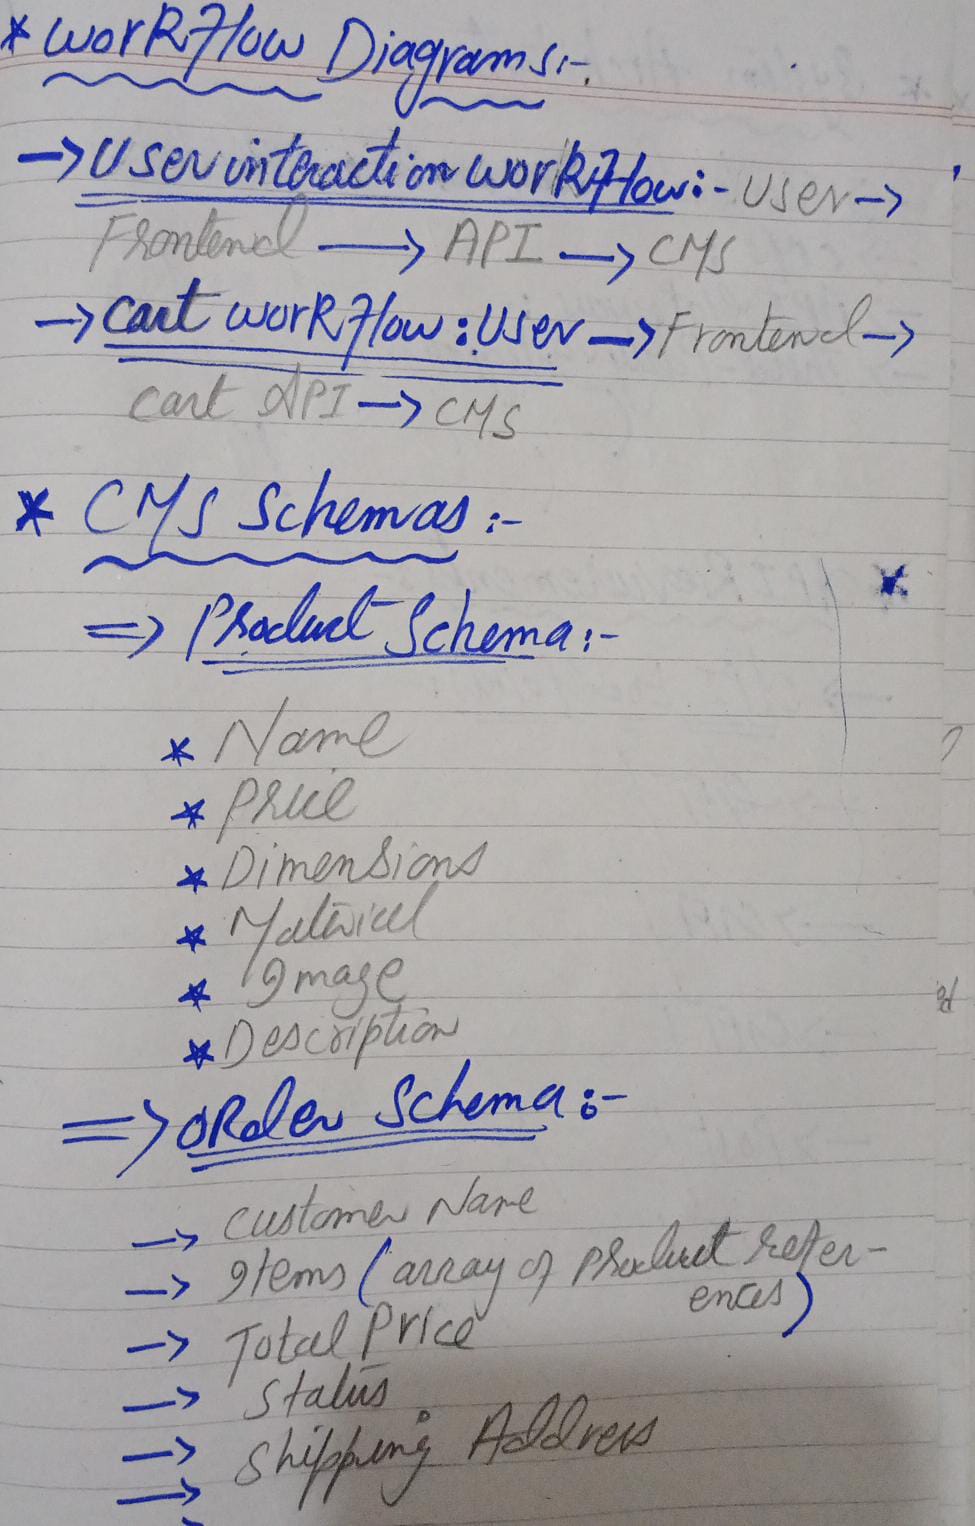 * WorkFlow Diagrams:-
→ User interaction workFlow:- User →
Frontend → API → CMS
→ Cart workFlow: User → Frontend →
Cart API → CMS
* CMS Schemas:-
⇒ Product Schema:-
* Name
* Price
* Dimensions
* Material
* Image
* Description
⇒ Order Schema:-
→ Customer Name
→ Items (array of product refer-
ences)
→ Total Price
→ Status
→ Shipping Address
→